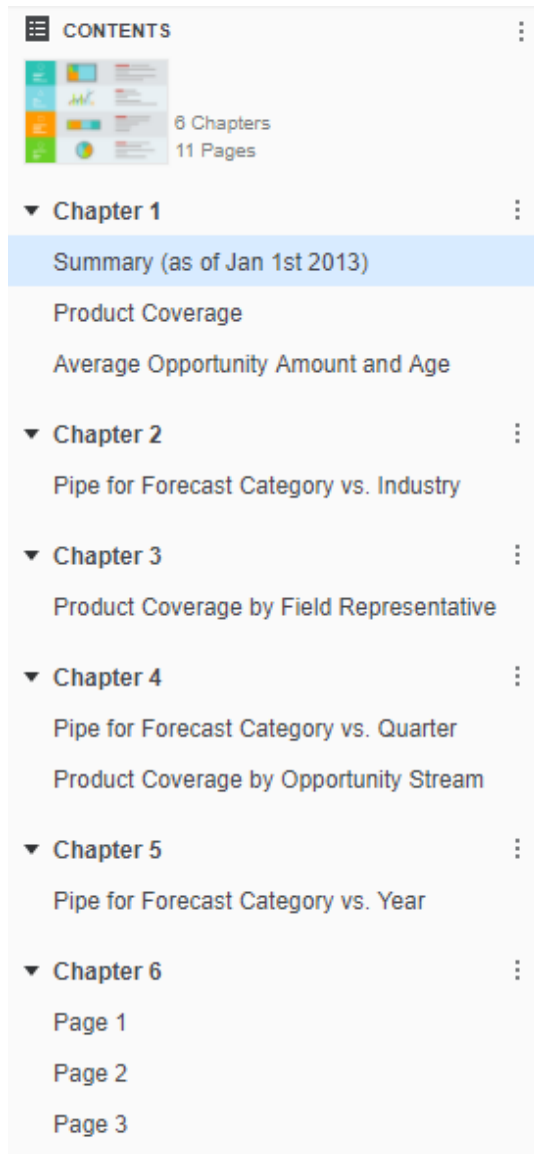 CONTENTS
6 Chapters
11 Pages
Chapter 1
Summary (as of Jan 1st 2013)
Product Coverage
Average Opportunity Amount and Age
Chapter 2
Pipe for Forecast Category vs. Industry
Chapter 3
Product Coverage by Field Representative
Chapter 4
Pipe for Forecast Category vs. Quarter
Product Coverage by Opportunity Stream
Chapter 5
Pipe for Forecast Category vs. Year
Chapter 6
Page 1
Page 2
Page 3